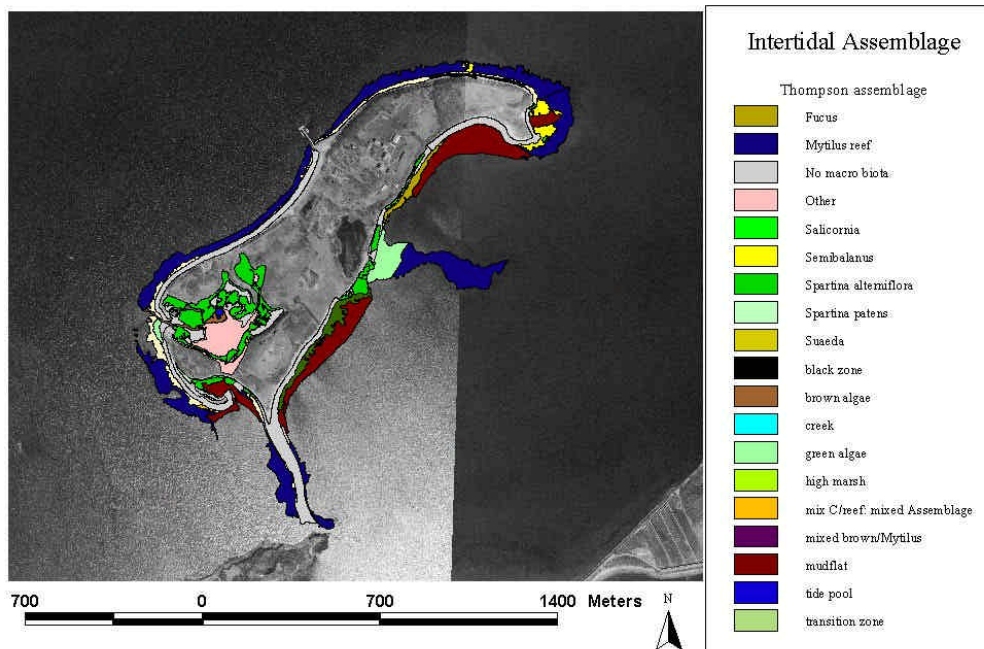 Intertidal Assemblage
Thompson assemblage
Fucus
Mytilus reef
No macro biota
Other
Salicornia
Semibalanus
Spartina alterniflora
Spartina patens
Suaeda
black zone
brown algae
creek
green algae
high marsh
mix C/reef: mixed Assemblage
mixed brown/Mytilus
mudflat
tide pool
transition zone
700 0 700 1400 Meters
N